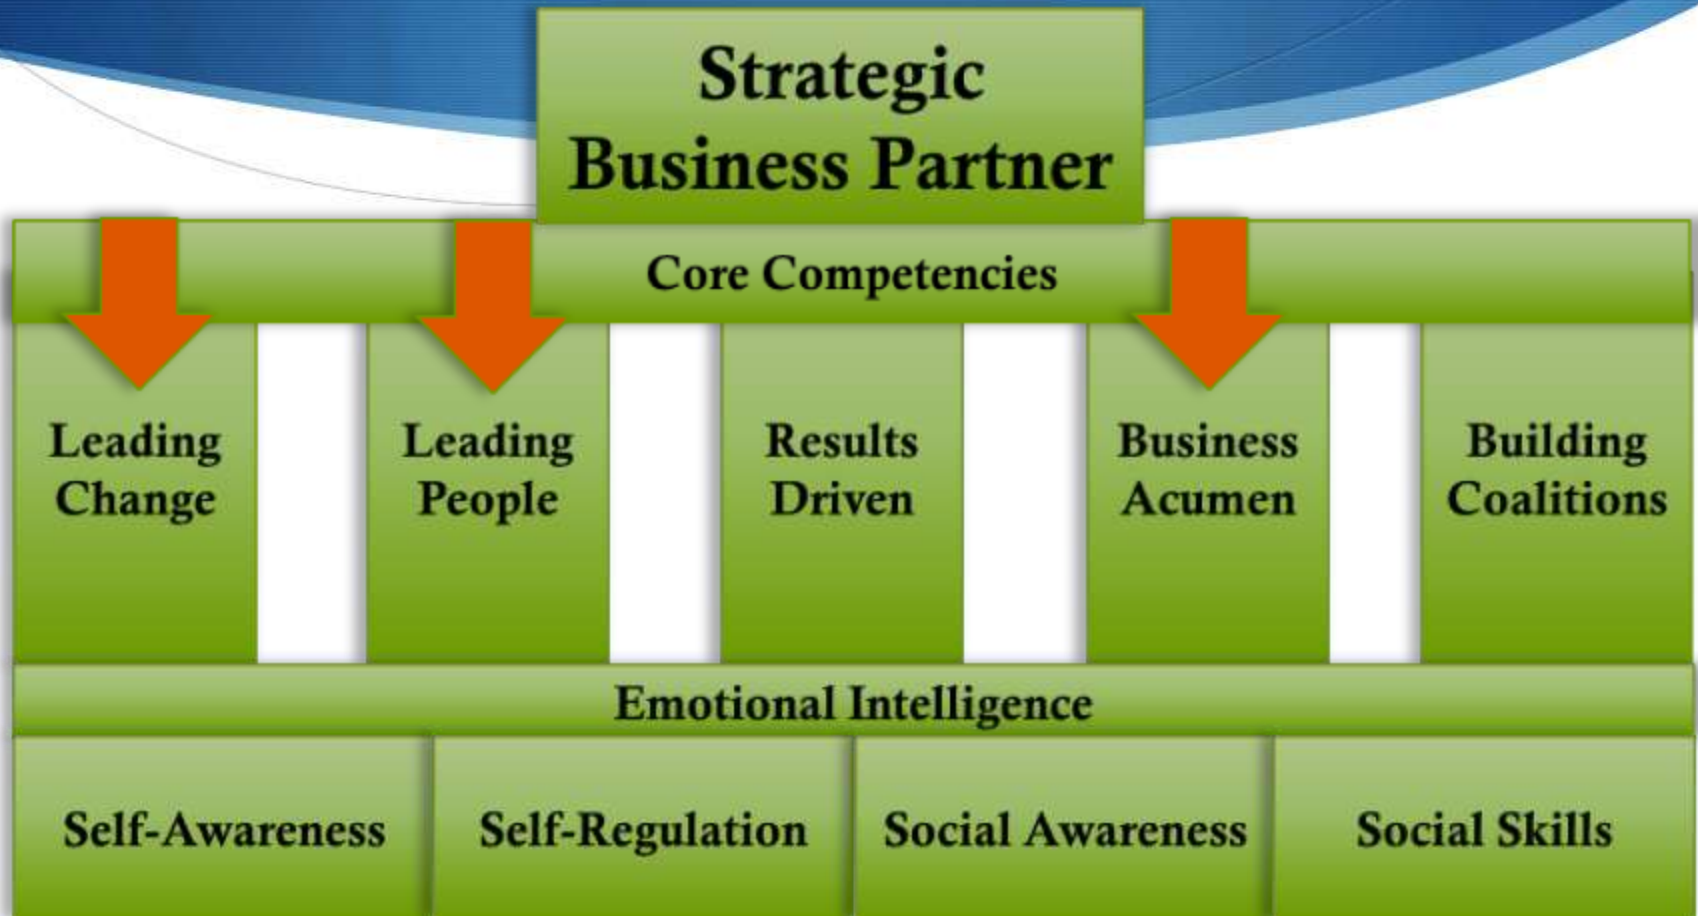 Strategic
Business Partner
Core Competencies
Leading
Change
Leading
People
Results
Driven
Business
Acumen
Building
Coalitions
Emotional Intelligence
Self-Awareness
Self-Regulation
Social Awareness
Social Skills